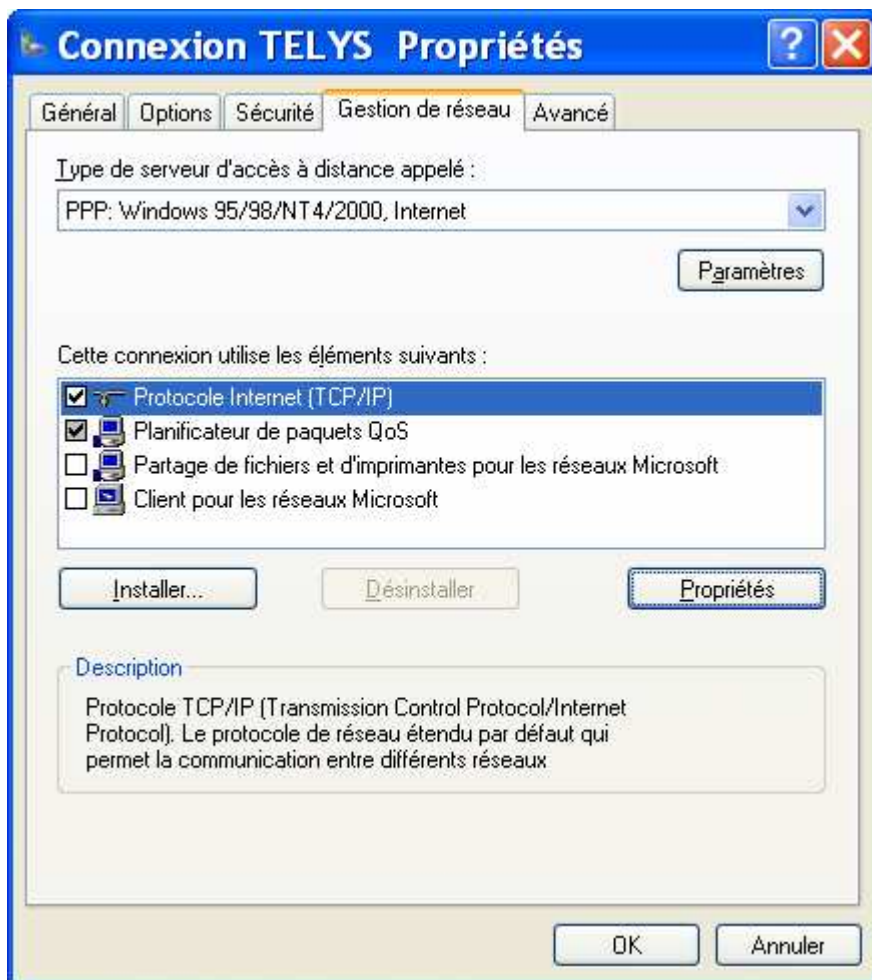 Connexion TELYS Propriétés
Général Options Sécurité Gestion de réseau Avancé
Type de serveur d'accès à distance appelé :
PPP: Windows 95/98/NT4/2000, Internet
Paramètres
Cette connexion utilise les éléments suivants :
Protocole Internet (TCP/IP)
Planificateur de paquets QoS
Partage de fichiers et d'imprimantes pour les réseaux Microsoft
Client pour les réseaux Microsoft
Installer... Désinstaller Propriétés
Description
Protocole TCP/IP (Transmission Control Protocol/Internet
Protocol). Le protocole de réseau étendu par défaut qui
permet la communication entre différents réseaux
OK Annuler